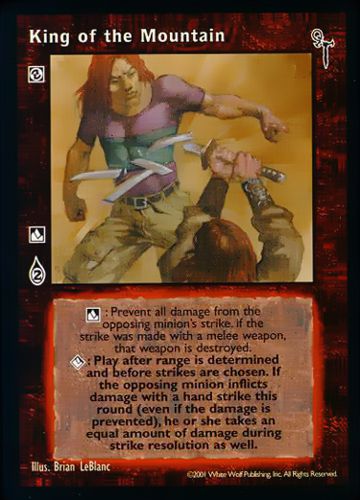 King of the Mountain
2
: Prevent all damage from the
opposing minion's strike. If the
strike was made with a melee weapon,
that weapon is destroyed.
: Play after range is determined
and before strikes are chosen. If
the opposing minion inflicts
damage with a hand strike this
round (even if the damage is
prevented), he or she takes an
equal amount of damage during
strike resolution as well.
Illus. Brian LeBlanc
©2001 White Wolf Publishing, Inc. All Rights Reserved.